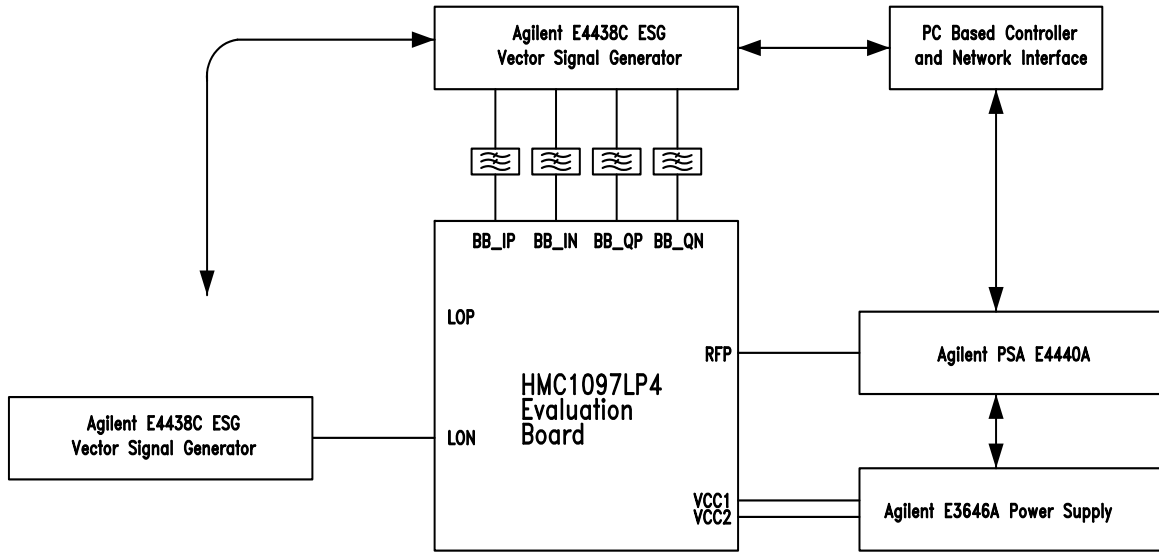 Agilent E4438C ESG
Vector Signal Generator
PC Based Controller
and Network Interface
BB_IP BB_IN BB_QP BB_QN
LOP
RFP
Agilent PSA E4440A
HMC1097LP4
Evaluation
Board
Agilent E4438C ESG
Vector Signal Generator
LON
VCC1
VCC2
Agilent E3646A Power Supply